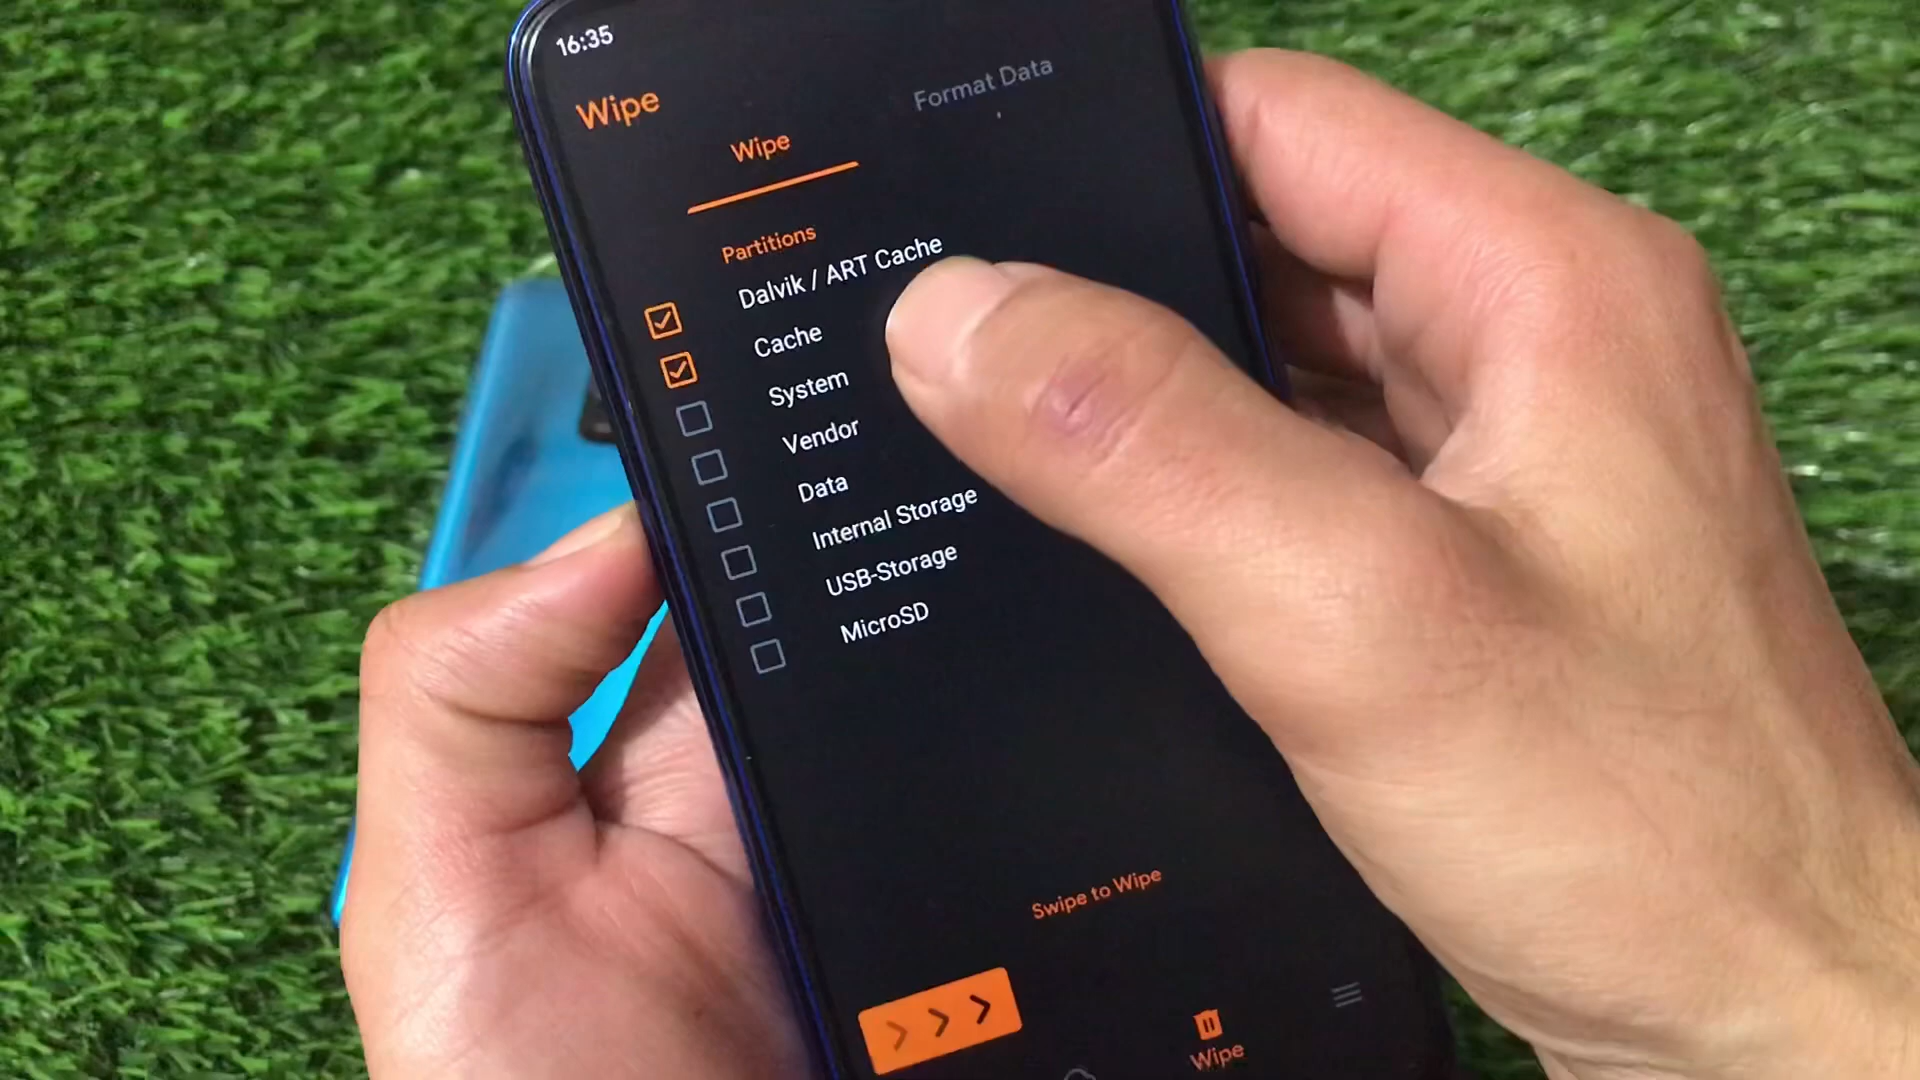 16:35
Wipe
Wipe
Format Data
Partitions
Dalvik / ART Cache
Cache
System
Vendor
Data
Internal Storage
USB-Storage
MicroSD
Swipe to Wipe
Wipe